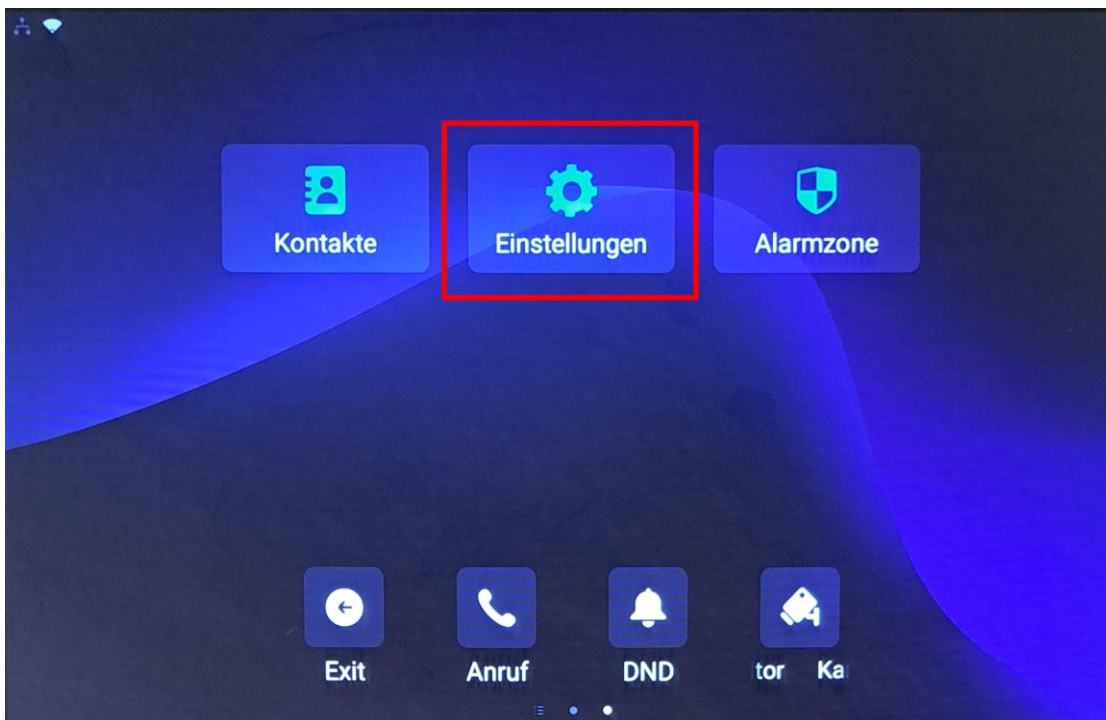 Kontakte
Einstellungen
Alarmzone
Exit
Anruf
DND
tor Ka